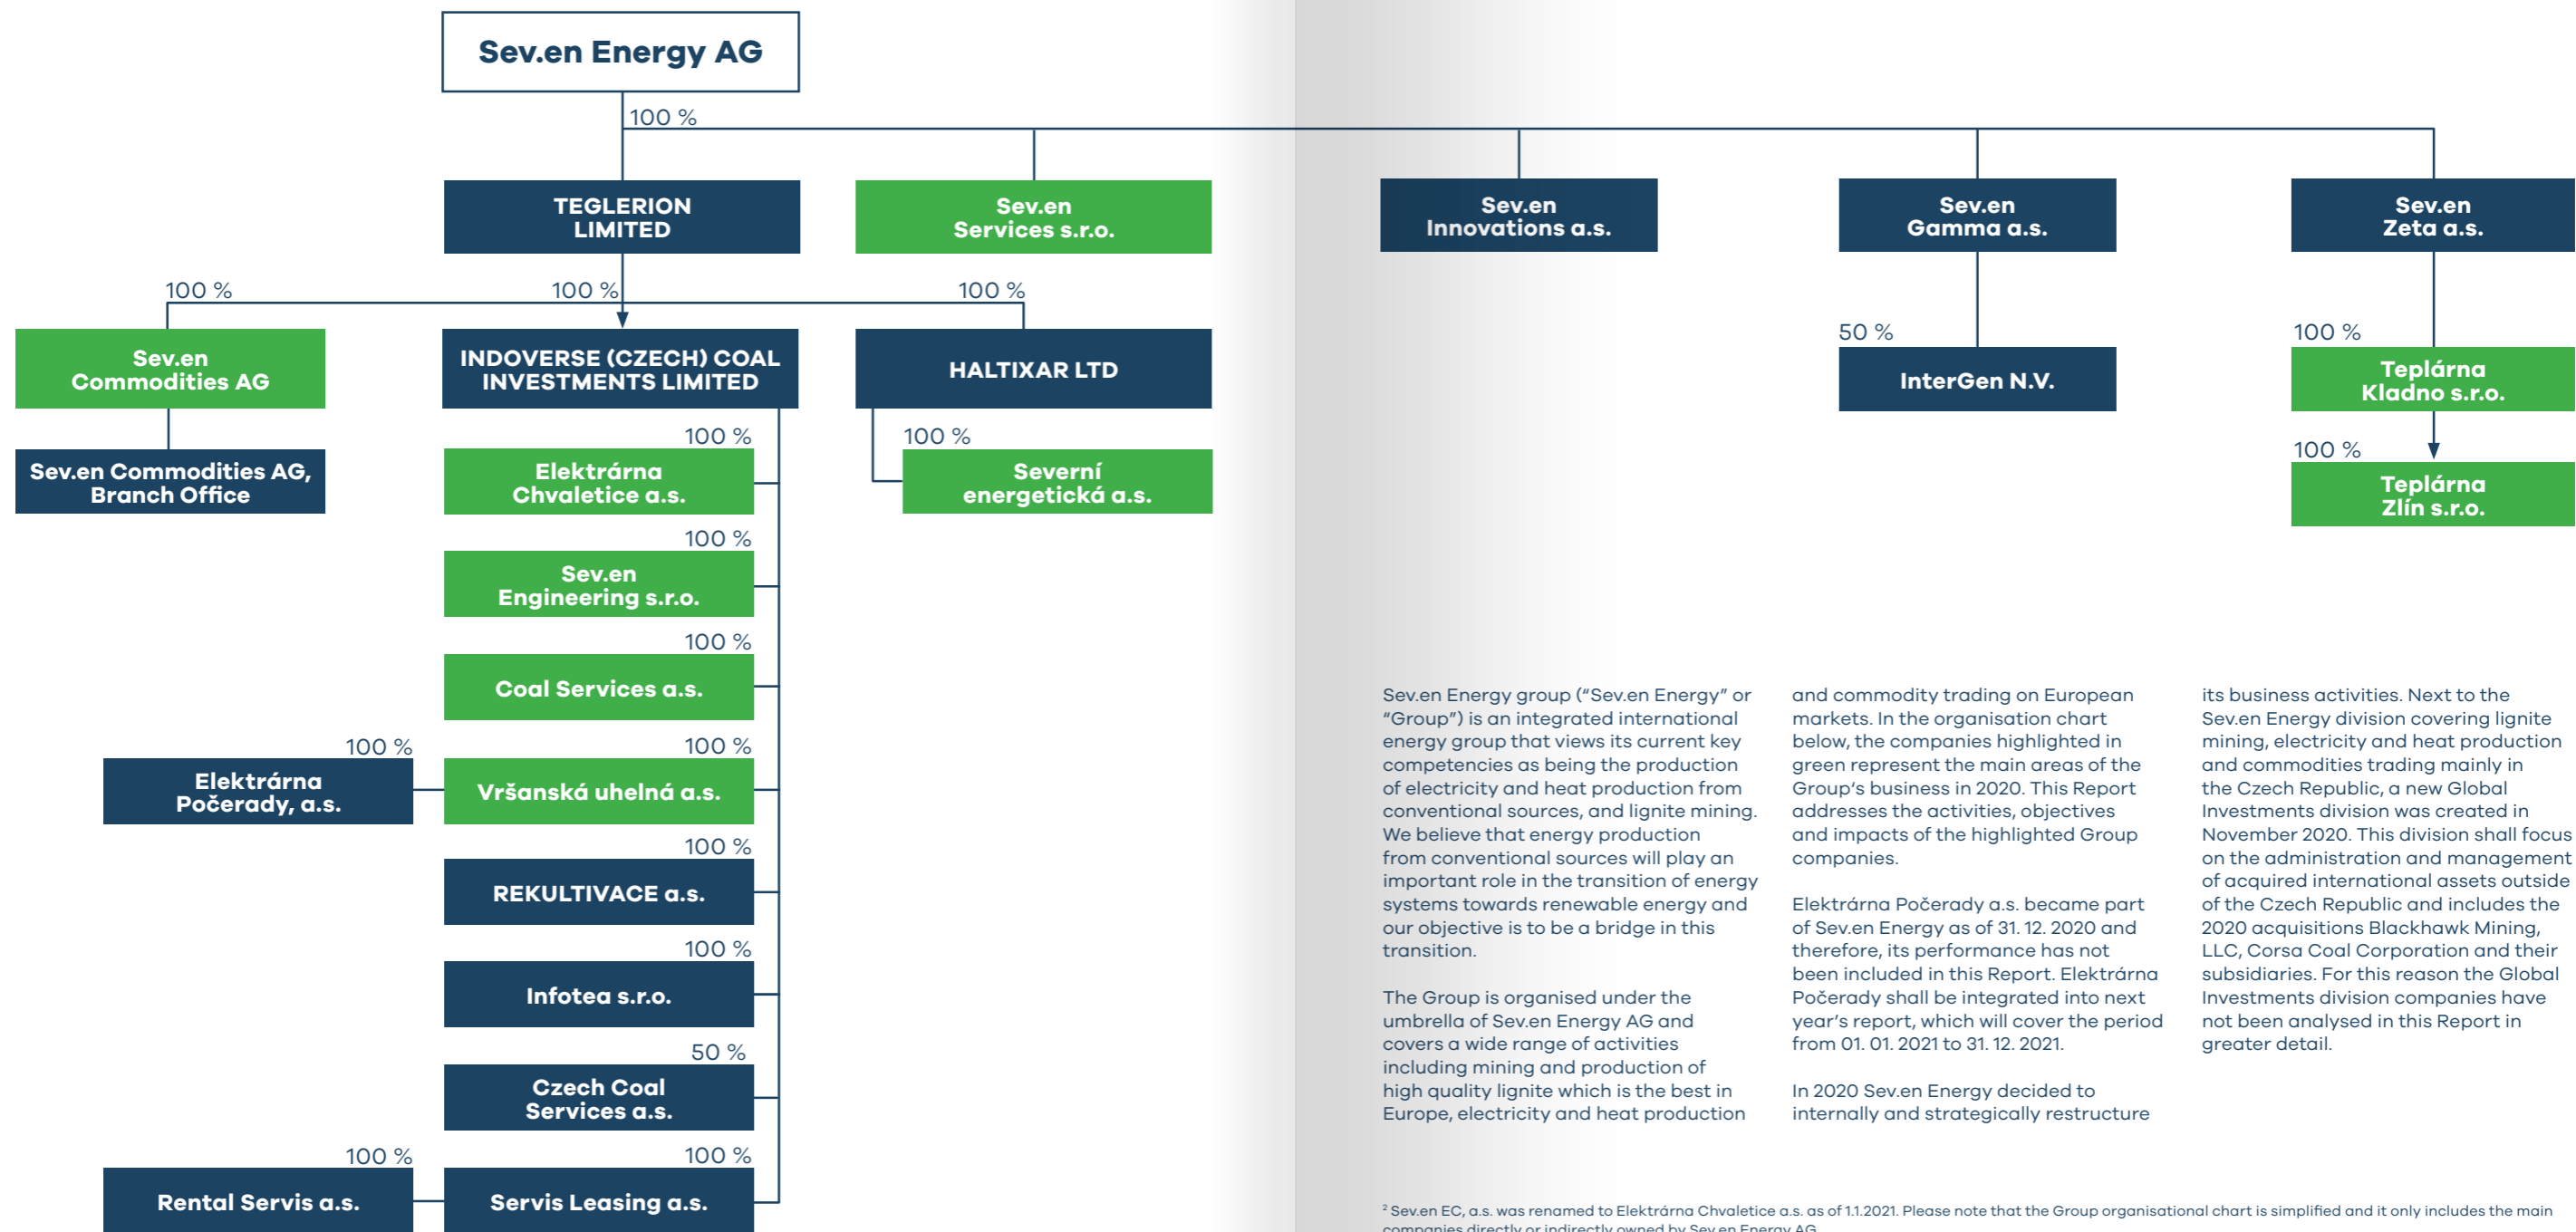 Sev.en Energy AG
100 %
TEGLERION
LIMITED
Sev.en
Services s.r.o.
Sev.en
Innovations a.s.
Sev.en
Gamma a.s.
Sev.en
Zeta a.s.
100 %
100 %
100 %
50 %
100 %
Sev.en
Commodities AG
INDOVERSE (CZECH) COAL
INVESTMENTS LIMITED
HALTIXAR LTD
InterGen N.V.
Teplárna
Kladno s.r.o.
100 %
100 %
100 %
Sev.en Commodities AG,
Branch Office
Elektrárna
Chvaletice a.s.
Severní
energetická a.s.
Teplárna
Zlín s.r.o.
100 %
Sev.en
Engineering s.r.o.
100 %
Coal Services a.s.
100 %
100 %
Elektrárna
Počerady, a.s.
Vršanská uhelná a.s.
100 %
REKULTIVACE a.s.
100 %
Infotea s.r.o.
50 %
Czech Coal
Services a.s.
100 %
100 %
Rental Servis a.s.
Servis Leasing a.s.
Sev.en Energy group (“Sev.en Energy” or
“Group”) is an integrated international
energy group that views its current key
competencies as being the production
of electricity and heat production from
conventional sources, and lignite mining.
We believe that energy production
from conventional sources will play an
important role in the transition of energy
systems towards renewable energy and
our objective is to be a bridge in this
transition.
The Group is organised under the
umbrella of Sev.en Energy AG and
covers a wide range of activities
including mining and production of
high quality lignite which is the best in
Europe, electricity and heat production
and commodity trading on European
markets. In the organisation chart
below, the companies highlighted in
green represent the main areas of the
Group’s business in 2020. This Report
addresses the activities, objectives
and impacts of the highlighted Group
companies.
Elektrárna Počerady a.s. became part
of Sev.en Energy as of 31. 12. 2020 and
therefore, its performance has not
been included in this Report. Elektrárna
Počerady shall be integrated into next
year’s report, which will cover the period
from 01. 01. 2021 to 31. 12. 2021.
In 2020 Sev.en Energy decided to
internally and strategically restructure
its business activities. Next to the
Sev.en Energy division covering lignite
mining, electricity and heat production
and commodities trading mainly in
the Czech Republic, a new Global
Investments division was created in
November 2020. This division shall focus
on the administration and management
of acquired international assets outside
of the Czech Republic and includes the
2020 acquisitions Blackhawk Mining,
LLC, Corsa Coal Corporation and their
subsidiaries. For this reason the Global
Investments division companies have
not been analysed in this Report in
greater detail.
² Sev.en EC, a.s. was renamed to Elektrárna Chvaletice a.s. as of 1.1.2021. Please note that the Group organisational chart is simplified and it only includes the main
companies directly or indirectly owned by Sev.en Energy AG.